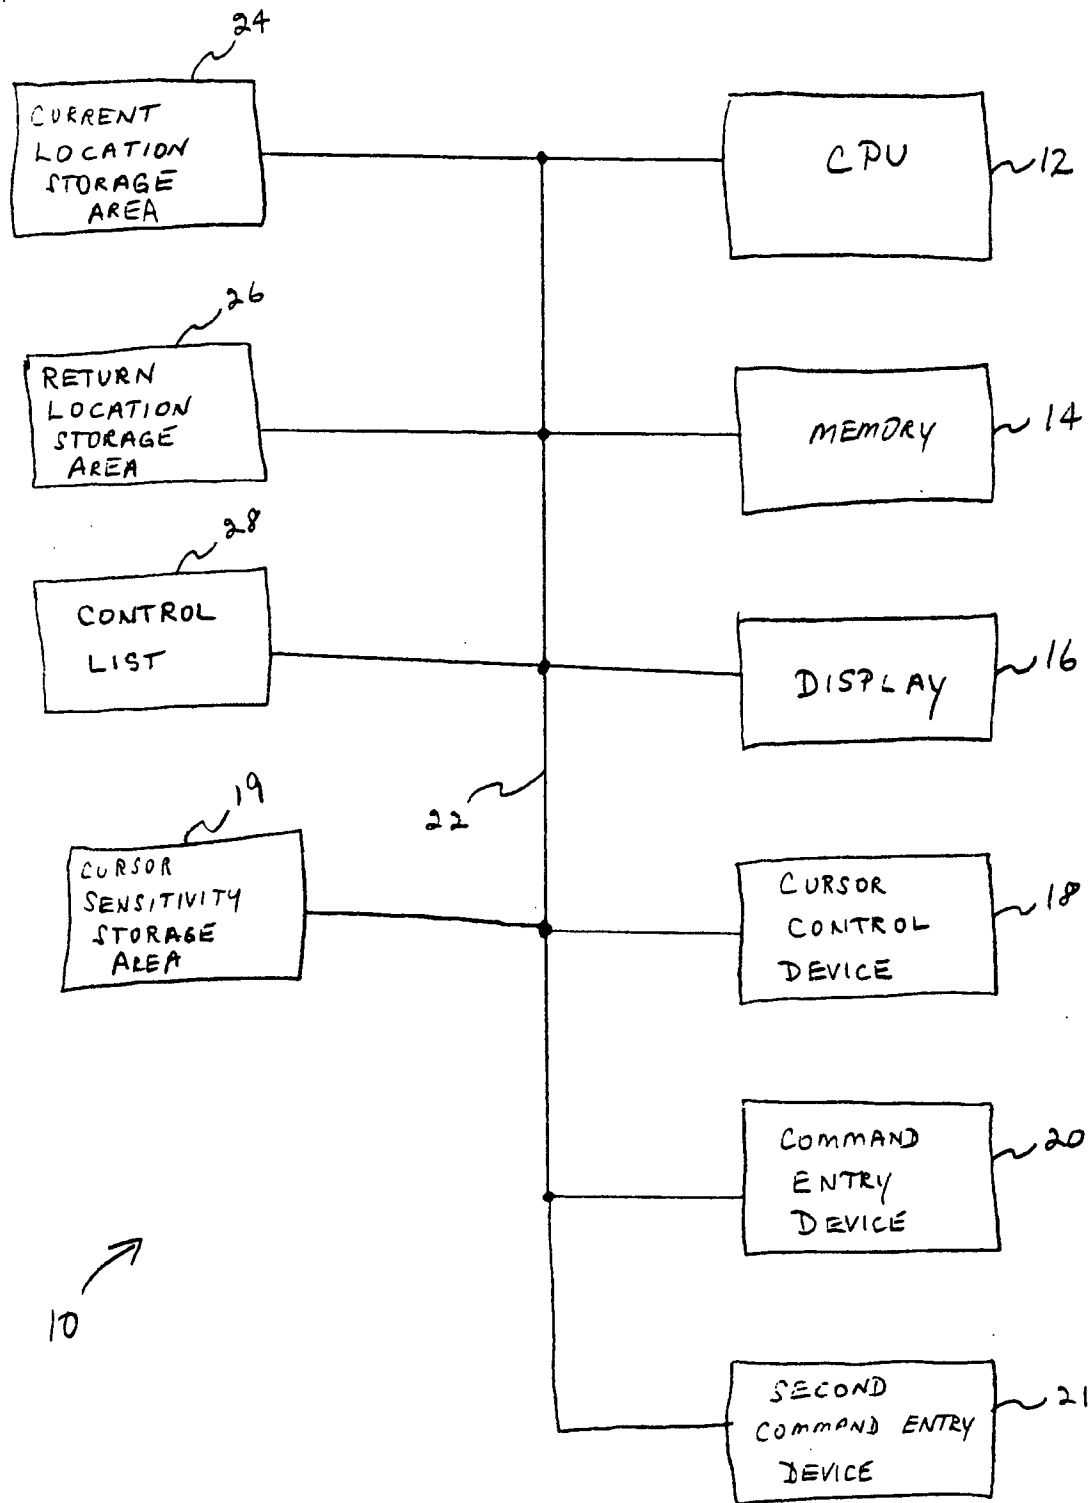 24
CURRENT
LOCATION
STORAGE
AREA
CPU
12
26
RETURN
LOCATION
STORAGE
AREA
MEMORY
14
28
CONTROL
LIST
DISPLAY
16
22
19
CURSOR
SENSITIVITY
STORAGE
AREA
CURSOR
CONTROL
DEVICE
18
COMMAND
ENTRY
DEVICE
20
10
SECOND
COMMAND ENTRY
DEVICE
21